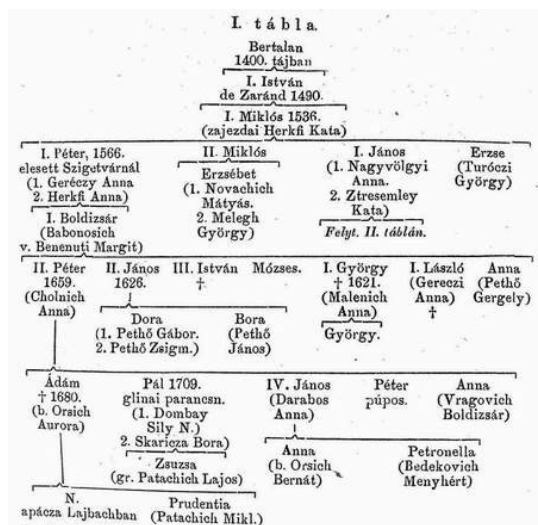 I. tábla.
Bertalan
1400. tájban
I. István
de Zaránd 1490.
I. Miklós 1536.
(zajezdai Herkfi Kata)
I. Péter, 1566.
elesett Szigetvárnál
(1. Geréczy Anna
2. Herkfi Anna)
I. Boldizsár
(Babonosich
v. Benenuti Margit)
II. Miklós
Erzsébet
(1. Novachich
Mátyás.
2. Melegh
György)
I. János
(1. Nagyvölgyi
Anna.
2. Ztresemley
Kata)
Felyt. II. táblán.
Erzse
(Turóczi
György)
II. Péter
1659.
(Cholnich
Anna)
II. János
1626.
III. István
†
Mózses.
I. György
† 1621.
(Malenich
Anna)
György.
I. László
(Gereczi
Anna)
†
Anna
(Pethő
Gergely)
Dora
(1. Pethő Gábor.
2. Pethő Zsigm.)
Bora
(Pethő
János)
Ádám
† 1680.
(b. Orsich
Aurora)
Pál 1709.
glinai parancsn.
(1. Dombay
Sily N.)
2. Skaricza Bora)
Zsuzsa
(gr. Patachich Lajos)
IV. János
(Darabos
Anna)
Péter
púpos.
Anna
(Vragovich
Boldizsár)
Anna
(b. Orsich
Bernát)
Petronella
(Bedekovich
Menyhért)
N.
apácza Lajbachban
Prudentia
(Patachich Mikl.)